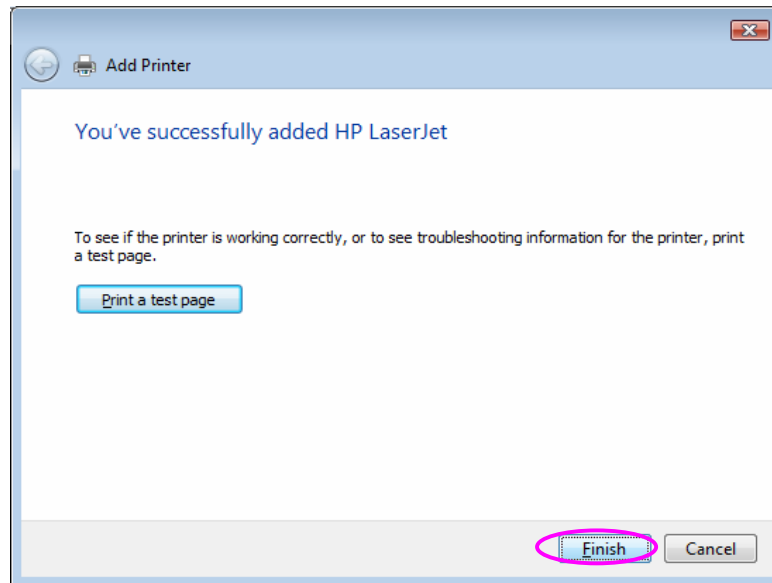 Add Printer
You've successfully added HP LaserJet
To see if the printer is working correctly, or to see troubleshooting information for the printer, print
a test page.
Print a test page
Finish Cancel